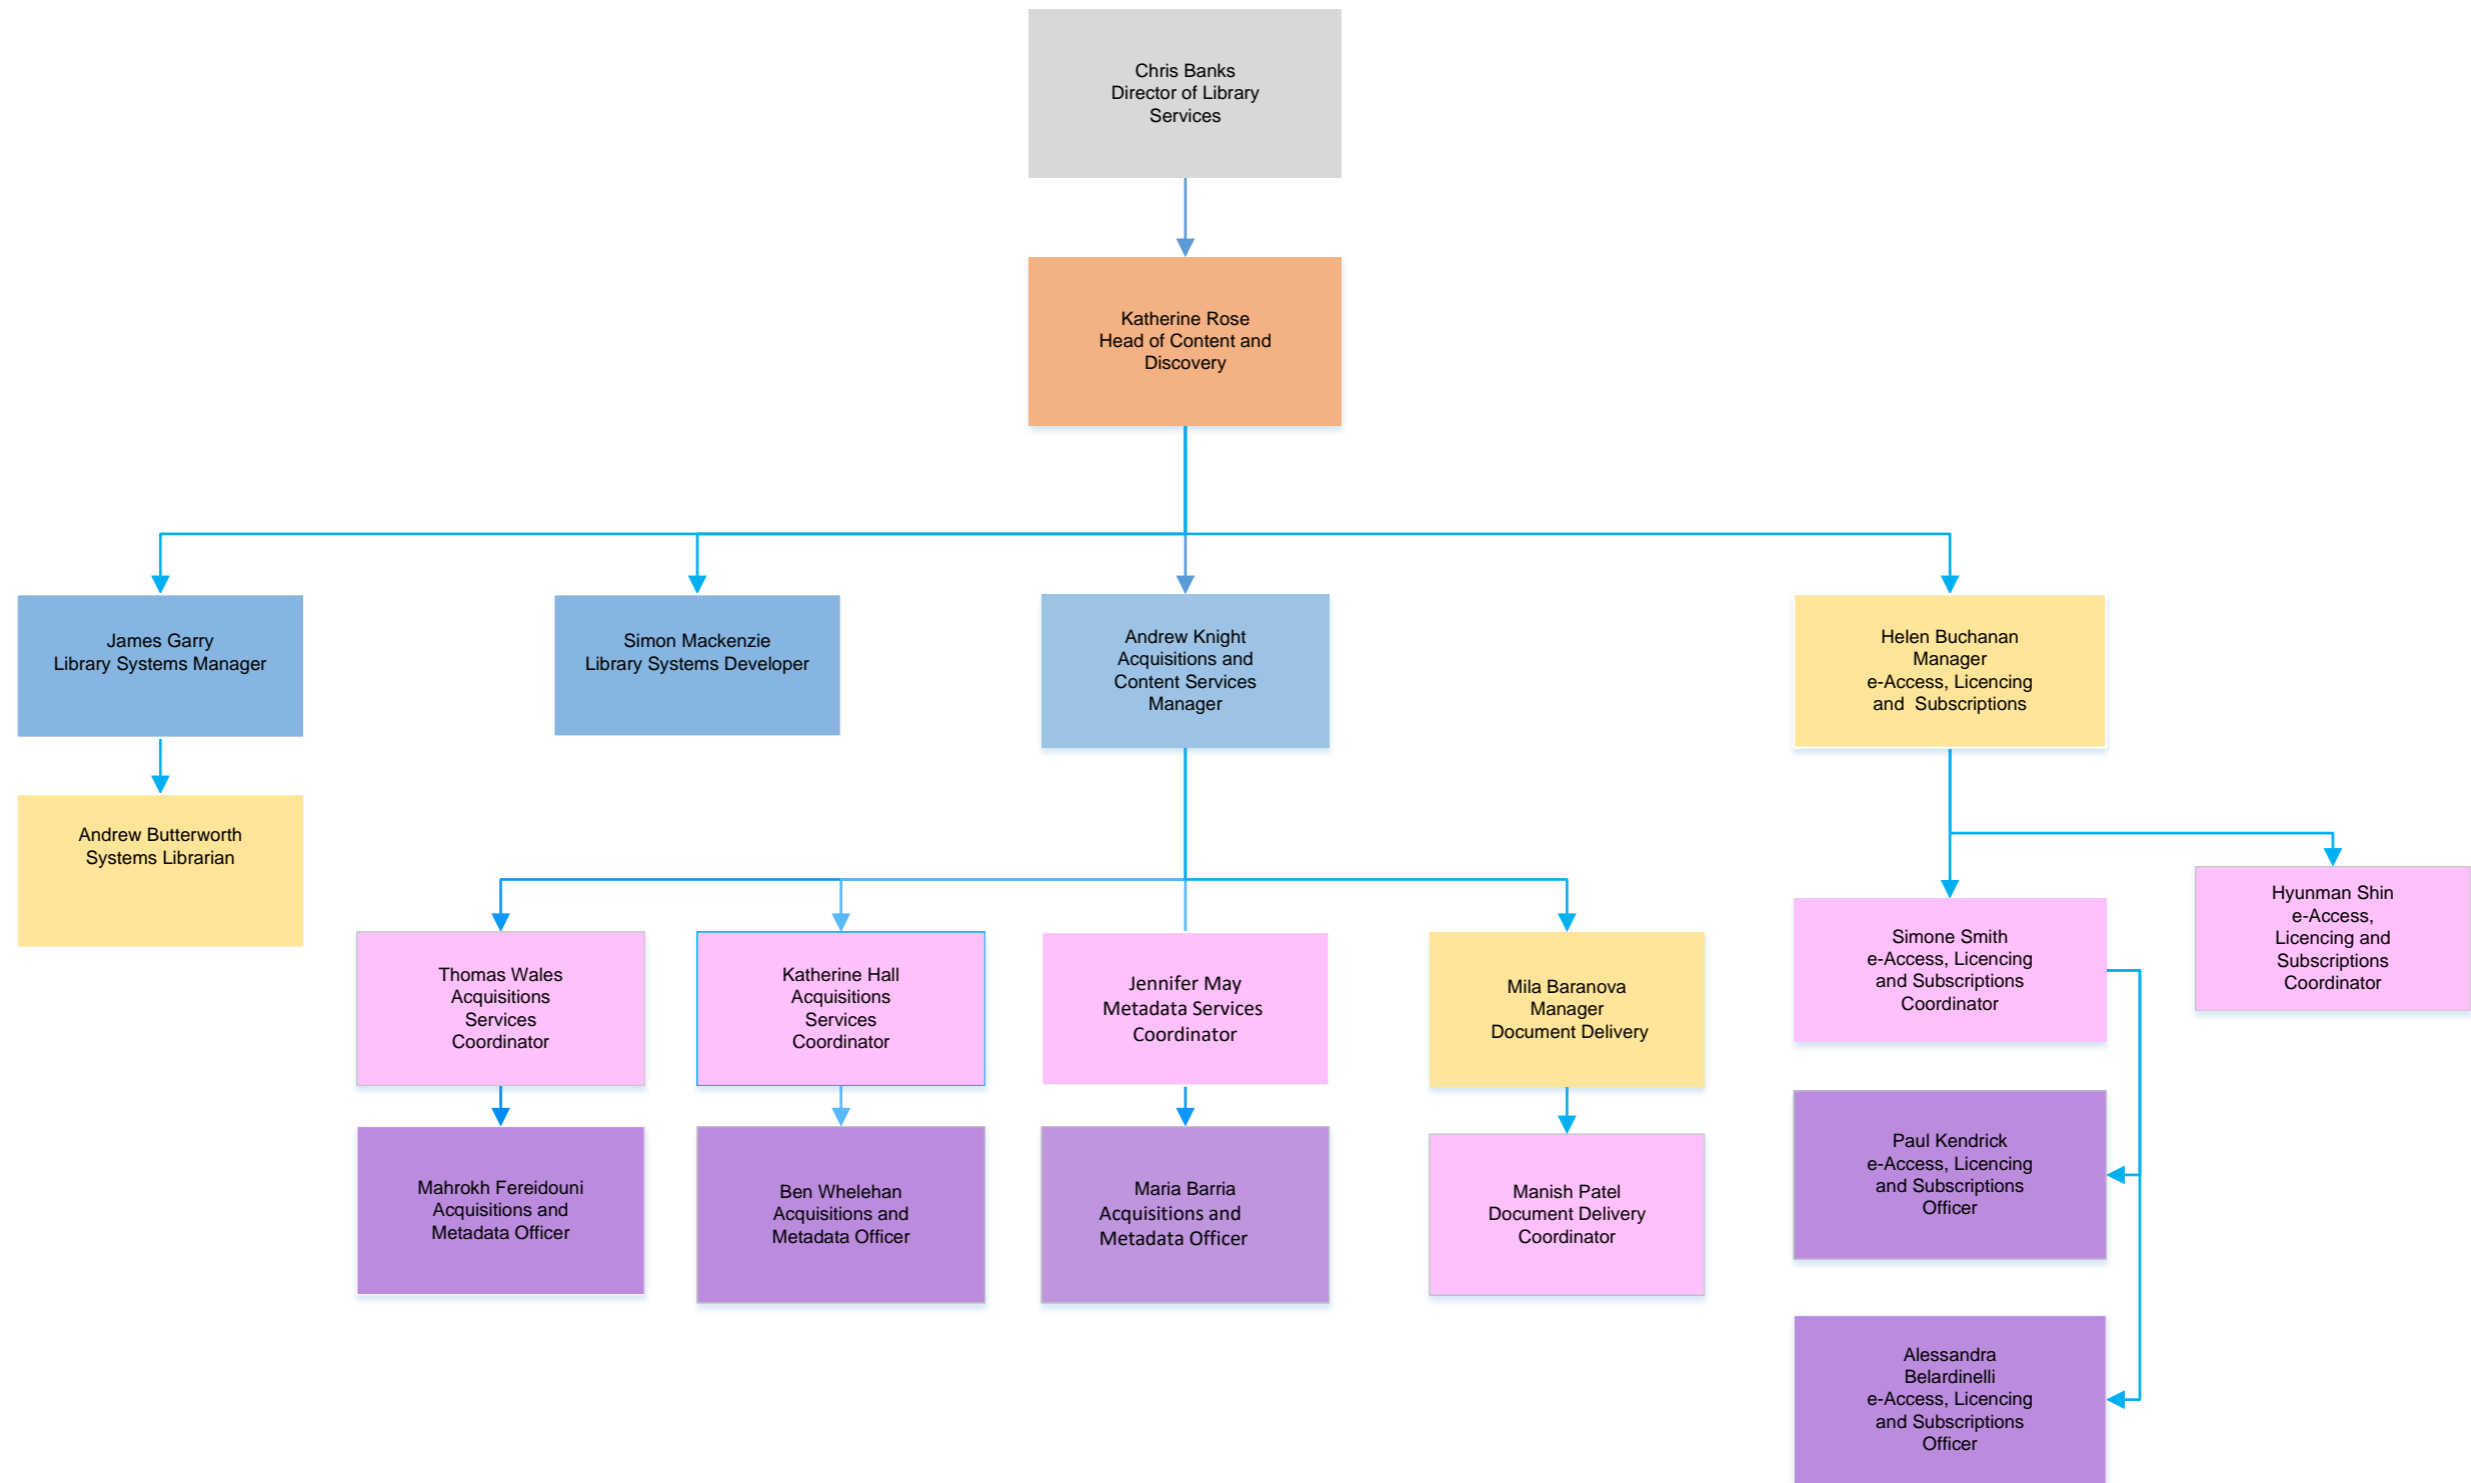 Chris Banks
Director of Library
Services
Katherine Rose
Head of Content and
Discovery
James Garry
Library Systems Manager
Simon Mackenzie
Library Systems Developer
Andrew Knight
Acquisitions and
Content Services
Manager
Helen Buchanan
Manager
e-Access, Licencing
and  Subscriptions
Andrew Butterworth
Systems Librarian
Thomas Wales
Acquisitions
Services
Coordinator
Katherine Hall
Acquisitions
Services
Coordinator
Jennifer May
Metadata Services
Coordinator
Mila Baranova
Manager
Document Delivery
Simone Smith
e-Access, Licencing
and Subscriptions
Coordinator
Hyunman Shin
e-Access,
Licencing and
Subscriptions
Coordinator
Mahrokh Fereidouni
Acquisitions and
Metadata Officer
Ben Whelehan
Acquisitions and
Metadata Officer
Maria Barria
Acquisitions and
Metadata Officer
Manish Patel
Document Delivery
Coordinator
Paul Kendrick
e-Access, Licencing
and Subscriptions
Officer
Alessandra
Belardinelli
e-Access, Licencing
and Subscriptions
Officer